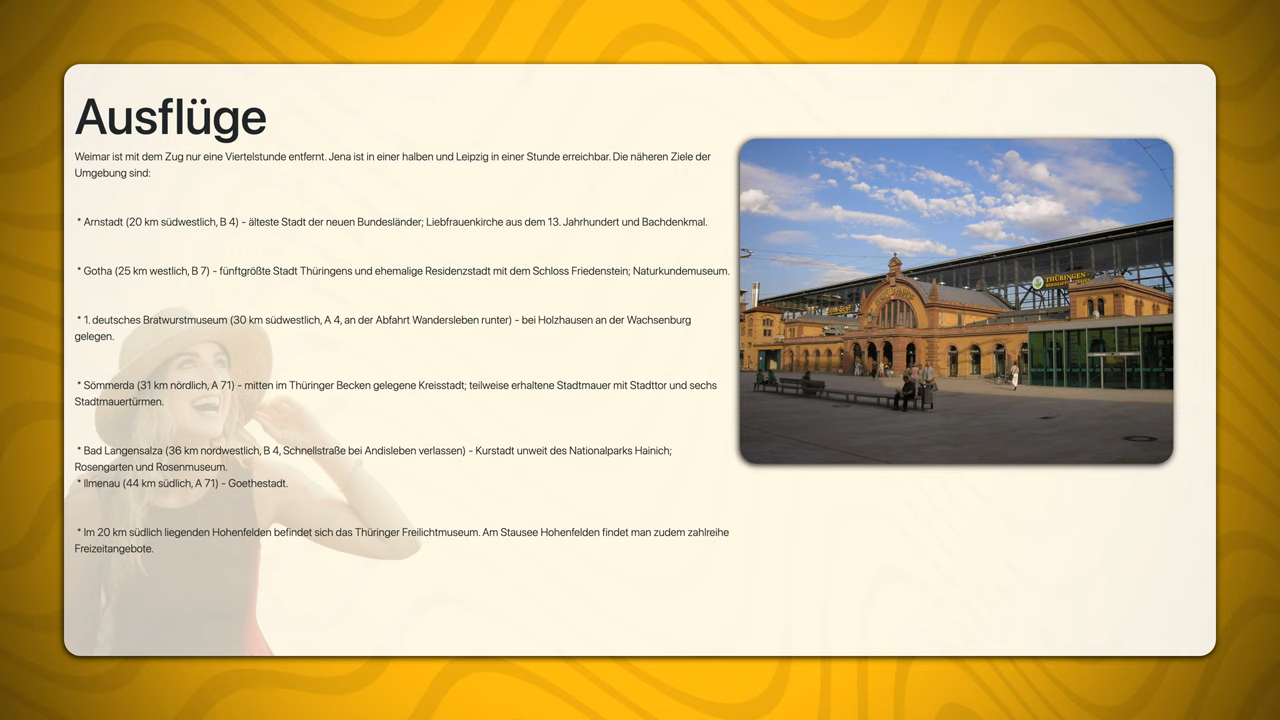 Ausflüge
Weimar ist mit dem Zug nur eine Viertelstunde entfernt. Jena ist in einer halben und Leipzig in einer Stunde erreichbar. Die näheren Ziele der
Umgebung sind:
* Arnstadt (20 km südwestlich, B 4) - älteste Stadt der neuen Bundesländer; Liebfrauenkirche aus dem 13. Jahrhundert und Bachdenkmal.
* Gotha (25 km westlich, B 7) - fünftgrößte Stadt Thüringens und ehemalige Residenzstadt mit dem Schloss Friedenstein; Naturkundemuseum.
* 1. deutsches Bratwurstmuseum (30 km südwestlich, A 4, an der Abfahrt Wandersleben runter) - bei Holzhausen an der Wachsenburg
gelegen.
* Sömmerda (31 km nördlich, A 71) - mitten im Thüringer Becken gelegene Kreisstadt; teilweise erhaltene Stadtmauer mit Stadttor und sechs
Stadtmauertürmen.
* Bad Langensalza (36 km nordwestlich, B 4, Schnellstraße bei Andisleben verlassen) - Kurstadt unweit des Nationalparks Hainich;
Rosengarten und Rosenmuseum.
* Ilmenau (44 km südlich, A 71) - Goethestadt.
* Im 20 km südlich liegenden Hohenfelden befindet sich das Thüringer Freilichtmuseum. Am Stausee Hohenfelden findet man zudem zahlreihe
Freizeitangebote.
THÜRINGEN